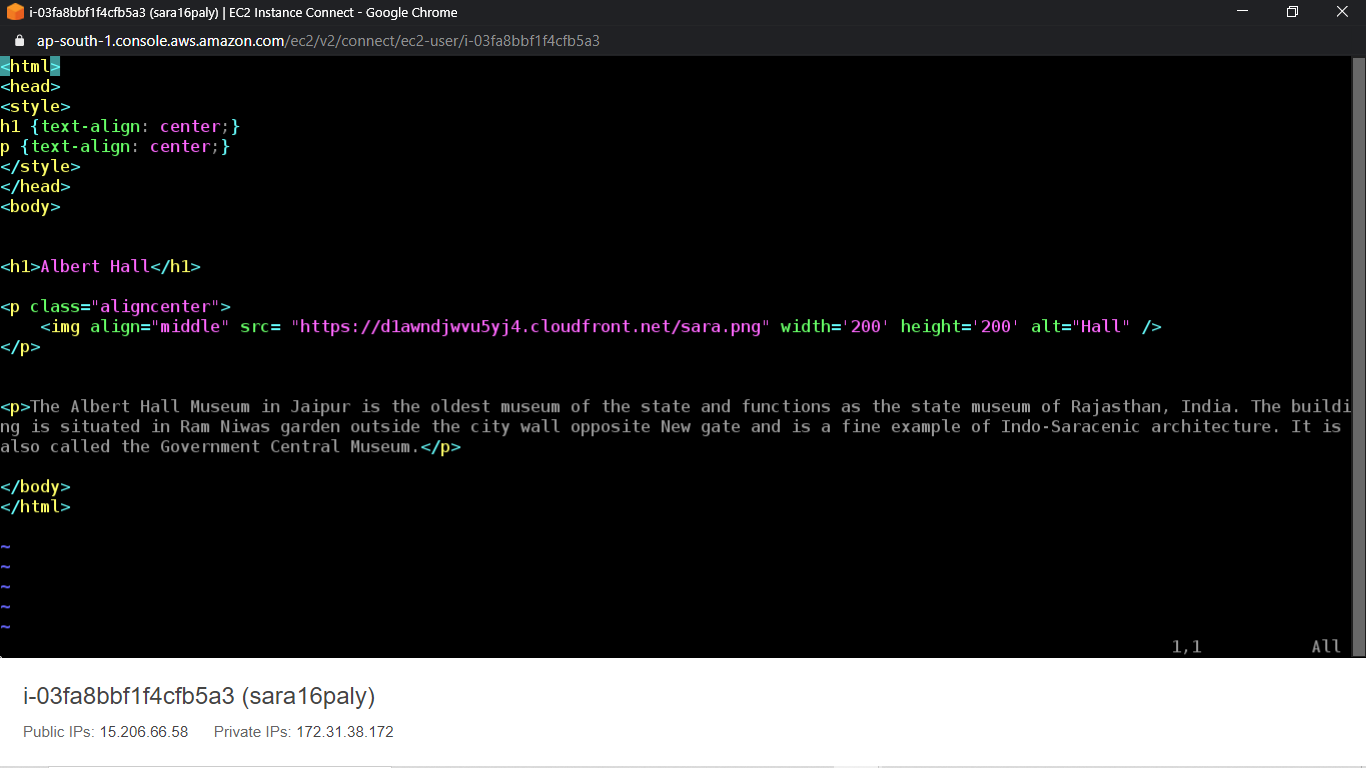 i-03fa8bbf1f4cfb5a3 (sara16paly) | EC2 Instance Connect - Google Chrome
ap-south-1.console.aws.amazon.com/ec2/v2/connect/ec2-user/i-03fa8bbf1f4cfb5a3
<html>
<head>
<style>
h1 {text-align: center;}
p {text-align: center;}
</style>
</head>
<body>
<h1>Albert Hall</h1>
<p class="aligncenter">
    <img align="middle" src= "https://d1awndjwvu5yj4.cloudfront.net/sara.png" width='200' height='200' alt="Hall" />
</p>
<p>The Albert Hall Museum in Jaipur is the oldest museum of the state and functions as the state museum of Rajasthan, India. The buildi
ng is situated in Ram Niwas garden outside the city wall opposite New gate and is a fine example of Indo-Saracenic architecture. It is
also called the Government Central Museum.</p>
</body>
</html>
~
~
~
~
~
1,1 All
i-03fa8bbf1f4cfb5a3 (sara16paly)
Public IPs: 15.206.66.58 Private IPs: 172.31.38.172